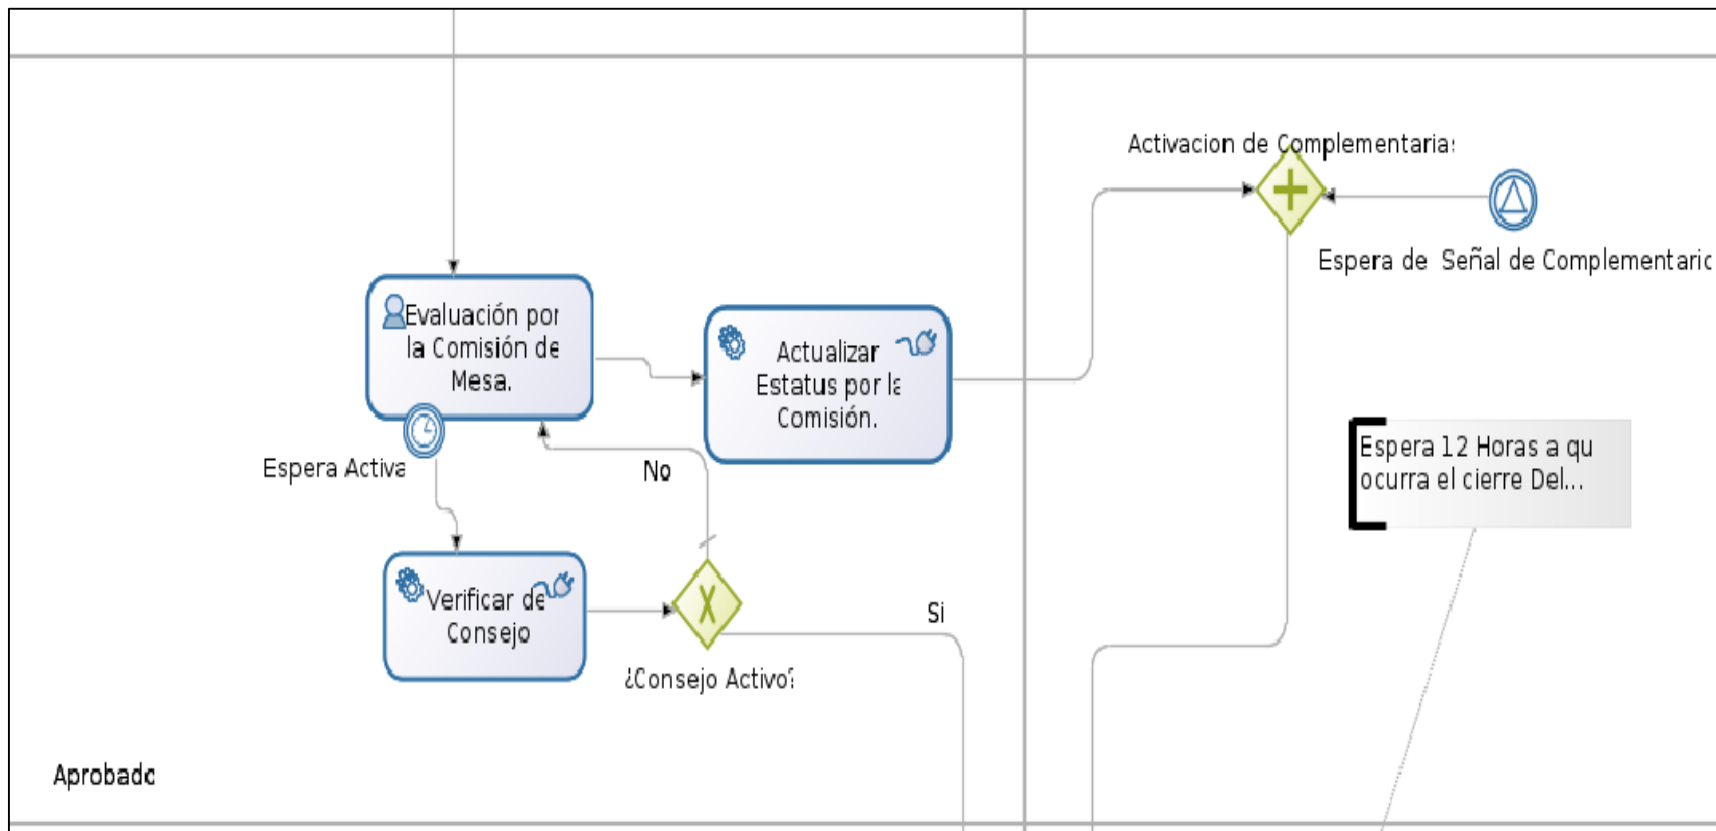 Activacion de Complementarias
Espera de Señal de Complementaric
Evaluación por
la Comisión de
Mesa.
Actualizar
Estatus por la
Comisión.
Espera Activa
No
Espera 12 Horas a qu
ocurra el cierre Del...
Verificar de
Consejo
Si
¿Consejo Activo?
Aprobado